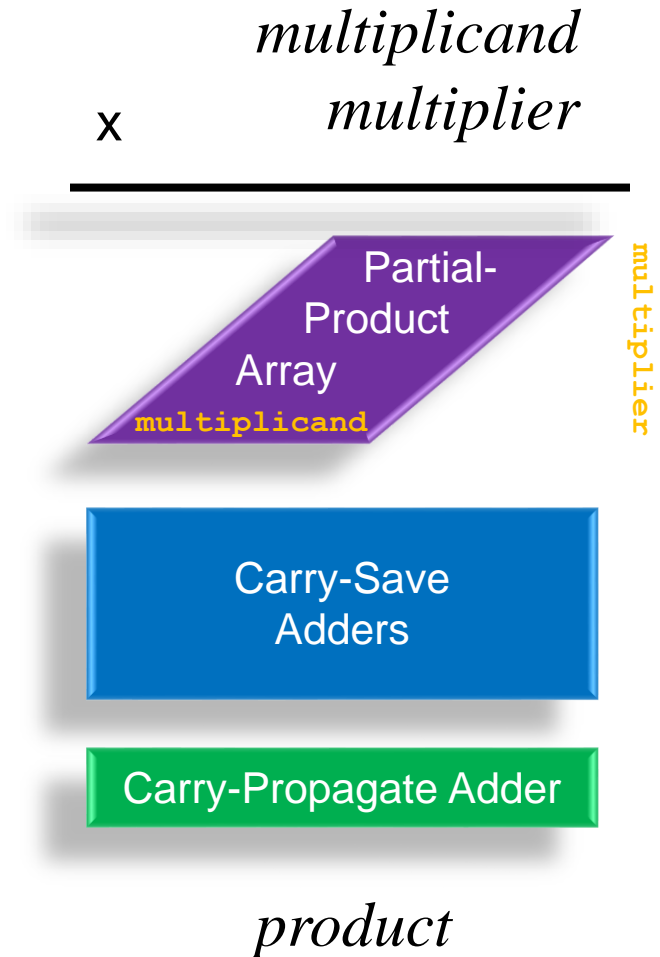 multiplicand
x multiplier
Partial-
Product
Array
multiplicand
multiplier
Carry-Save
Adders
Carry-Propagate Adder
product